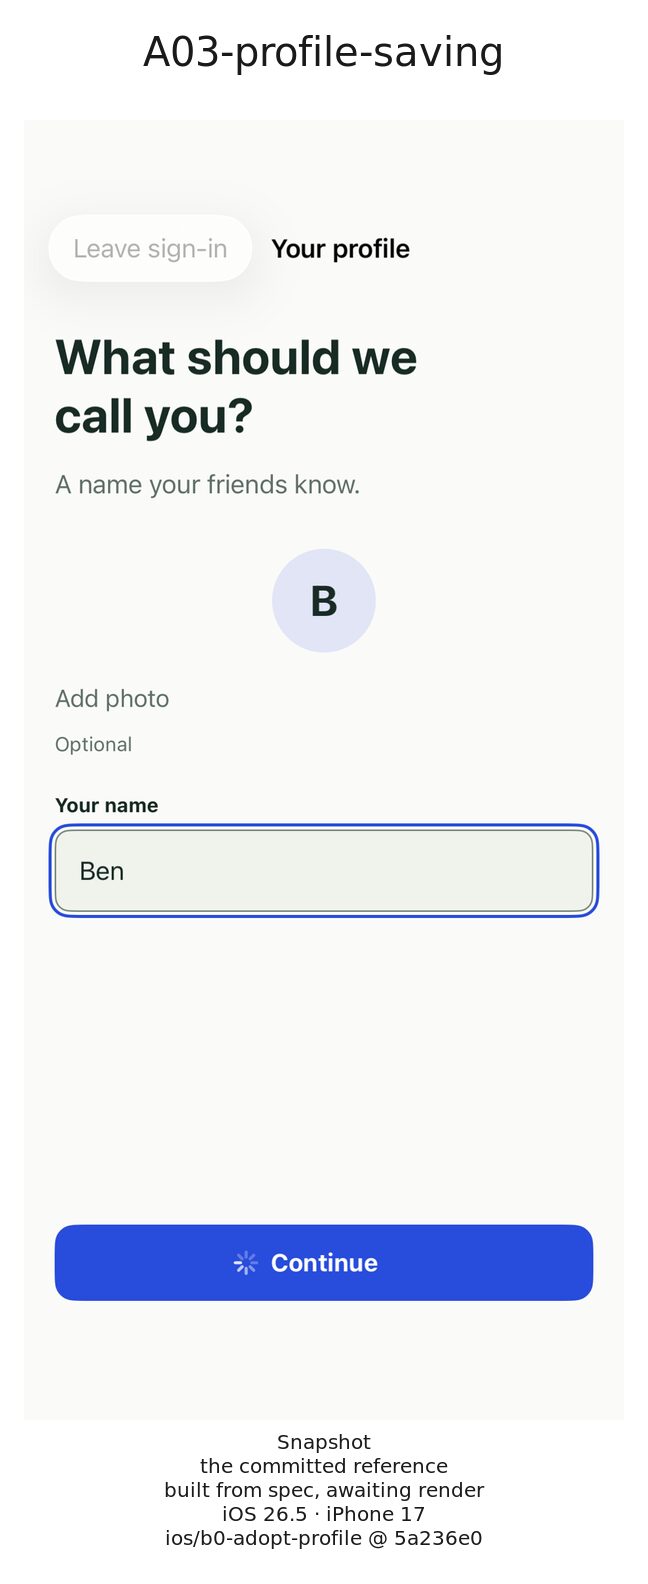 A03-profile-saving
Leave sign-in
Your profile
What should we
call you?
A name your friends know.
B
Add photo
Optional
Your name
Ben
Continue
Snapshot
the committed reference
built from spec, awaiting render
iOS 26.5 · iPhone 17
ios/b0-adopt-profile @ 5a236e0